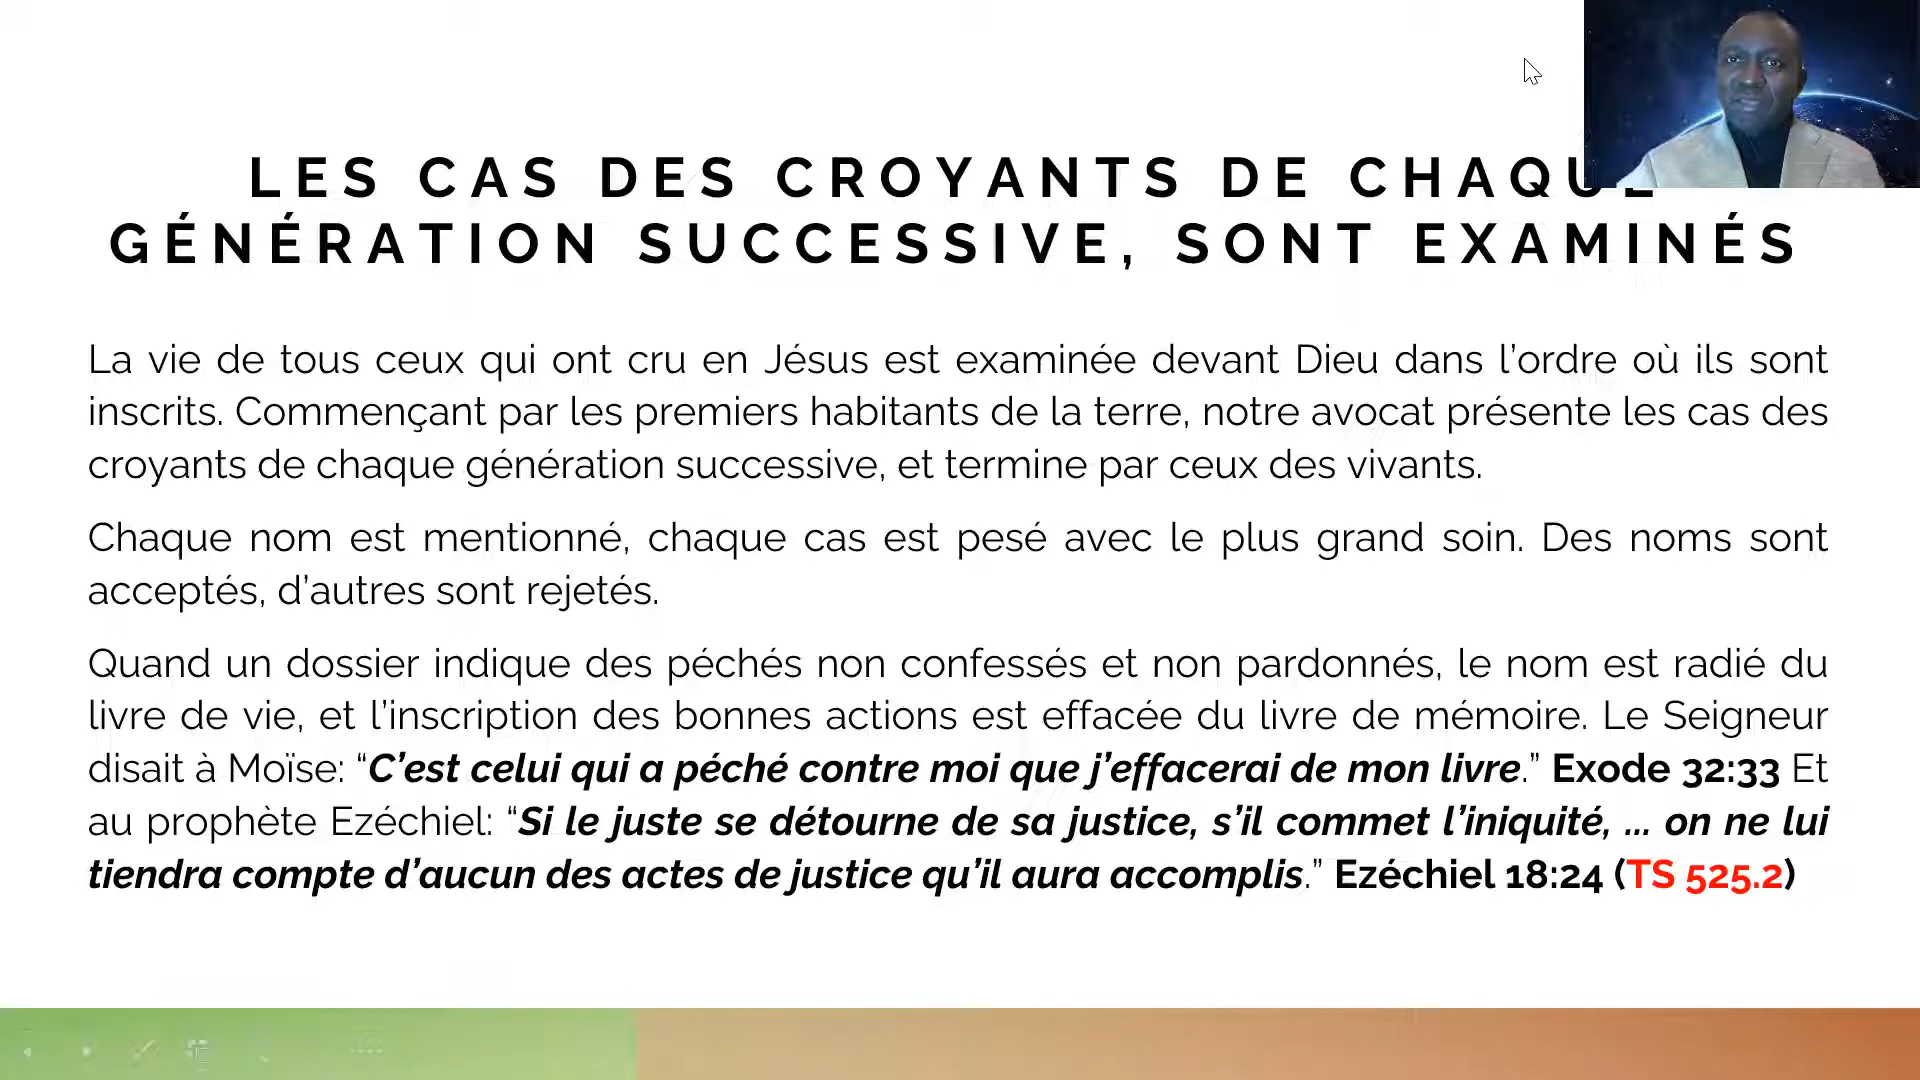 LES CAS DES CROYANTS DE CHAQUE
GÉNÉRATION SUCCESSIVE, SONT EXAMINÉS
La vie de tous ceux qui ont cru en Jésus est examinée devant Dieu dans l’ordre où ils sont
inscrits. Commençant par les premiers habitants de la terre, notre avocat présente les cas des
croyants de chaque génération successive, et termine par ceux des vivants.
Chaque nom est mentionné, chaque cas est pesé avec le plus grand soin. Des noms sont
acceptés, d’autres sont rejetés.
Quand un dossier indique des péchés non confessés et non pardonnés, le nom est radié du
livre de vie, et l’inscription des bonnes actions est effacée du livre de mémoire. Le Seigneur
disait à Moïse: “C’est celui qui a péché contre moi que j’effacerai de mon livre.” Exode 32:33 Et
au prophète Ezéchiel: “Si le juste se détourne de sa justice, s’il commet l’iniquité, ... on ne lui
tiendra compte d’aucun des actes de justice qu’il aura accomplis.” Ezéchiel 18:24 (TS 525.2)